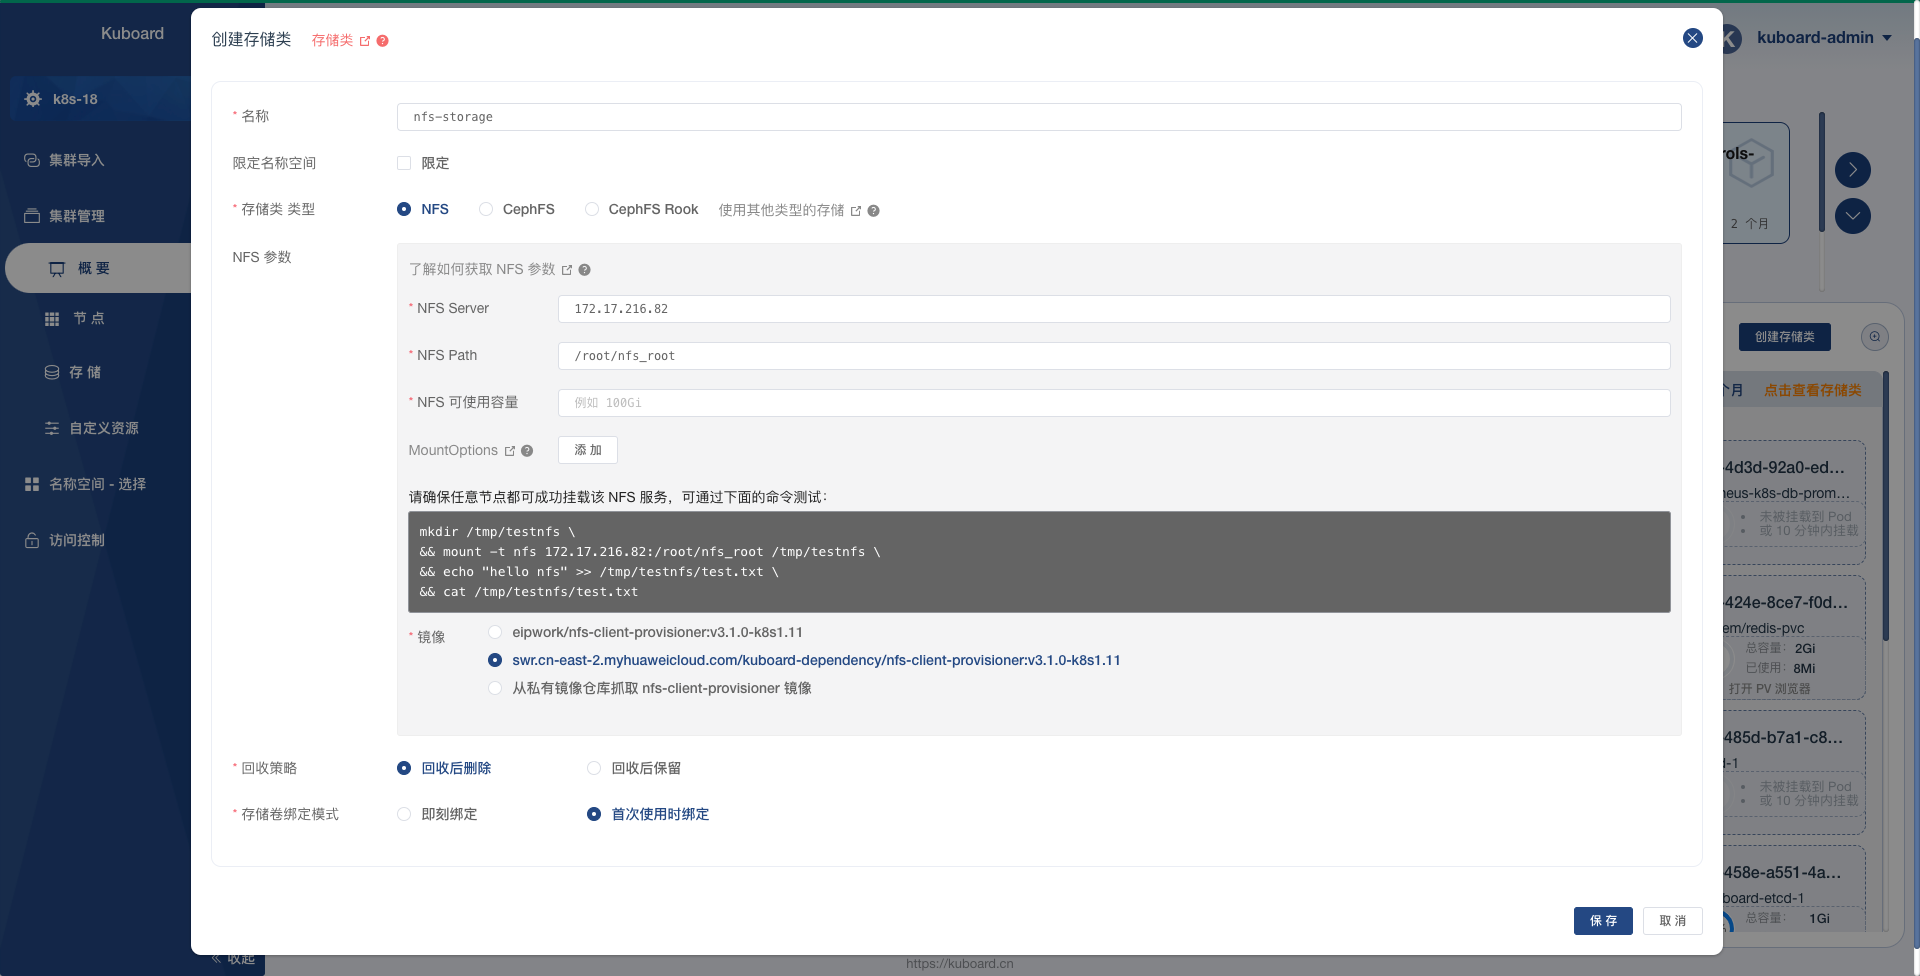 Kuboard
k8s-18
集群导入
集群管理
概 要
节 点
存 储
自定义资源
名称空间 - 选择
访问控制
收起
创建存储类 存储类
* 名称 nfs-storage
限定名称空间 限定
* 存储类 类型 NFS CephFS CephFS Rook 使用其他类型的存储
NFS 参数
了解如何获取 NFS 参数
* NFS Server 172.17.216.82
* NFS Path /root/nfs_root
* NFS 可使用容量 例如 100Gi
MountOptions 添 加
请确保任意节点都可成功挂载该 NFS 服务，可通过下面的命令测试：
mkdir /tmp/testnfs \
&& mount -t nfs 172.17.216.82:/root/nfs_root /tmp/testnfs \
&& echo "hello nfs" >> /tmp/testnfs/test.txt \
&& cat /tmp/testnfs/test.txt
* 镜像 eipwork/nfs-client-provisioner:v3.1.0-k8s1.11
swr.cn-east-2.myhuaweicloud.com/kuboard-dependency/nfs-client-provisioner:v3.1.0-k8s1.11
从私有镜像仓库抓取 nfs-client-provisioner 镜像
* 回收策略 回收后删除 回收后保留
* 存储卷绑定模式 即刻绑定 首次使用时绑定
保 存 取 消
K kuboard-admin
rols-
2 个月
创建存储类
个月 点击查看存储类
-4d3d-92a0-ed...
neus-k8s-db-prom...
未被挂载到 Pod
或 10 分钟内挂载
-424e-8ce7-f0d...
em/redis-pvc
总容量： 2Gi
已使用： 8Mi
打开 PV 浏览器
-485d-b7a1-c8...
d-1
未被挂载到 Pod
或 10 分钟内挂载
-458e-a551-4a...
board-etcd-1
总容量： 1Gi
https://kuboard.cn